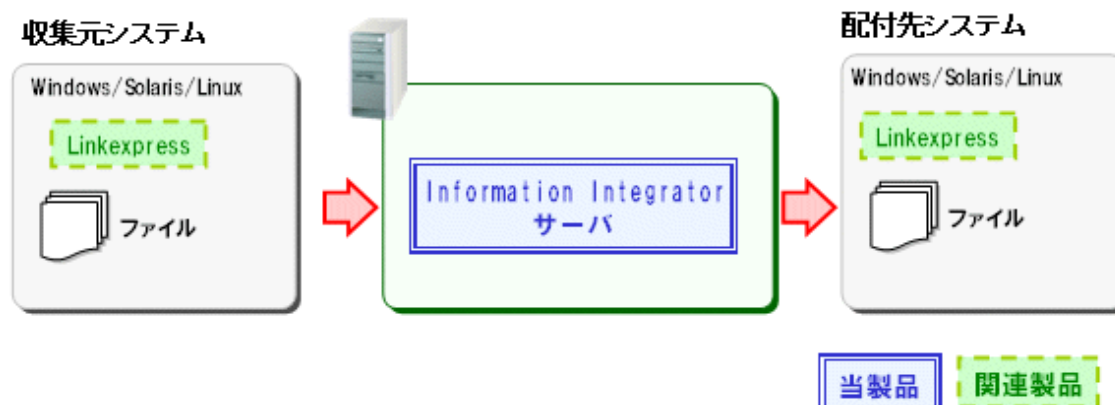 収集元システム
Windows/Solaris/Linux
Linkexpress
ファイル
Information Integrator
サーバ
配付先システム
Windows/Solaris/Linux
Linkexpress
ファイル
当製品
関連製品